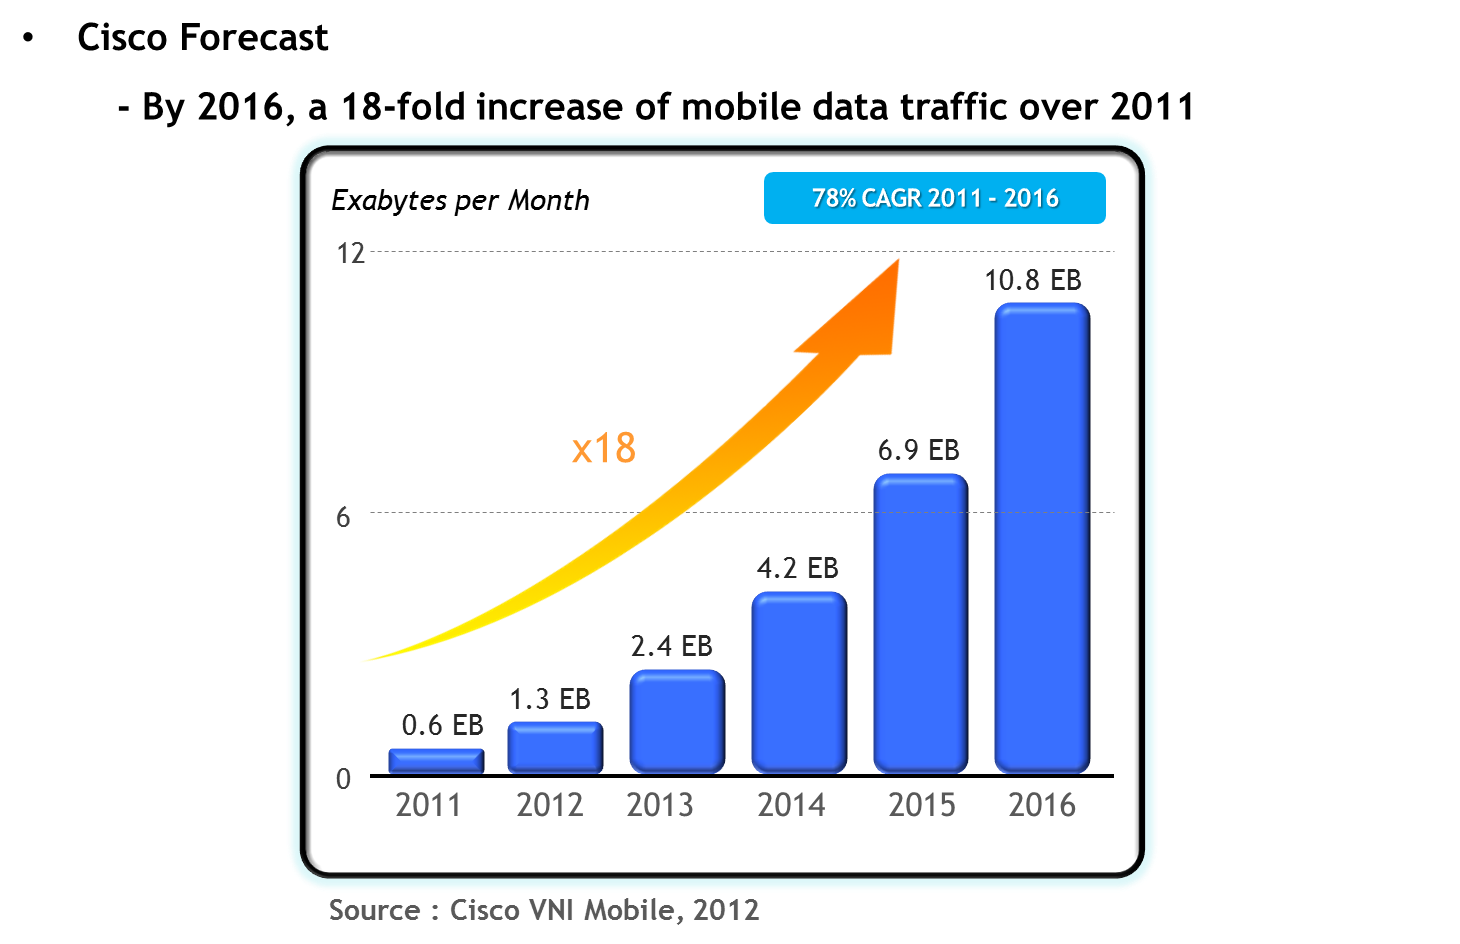 • Cisco Forecast
- By 2016, a 18-fold increase of mobile data traffic over 2011
Exabytes per Month
78% CAGR 2011 - 2016
12
10.8 EB
x18
6.9 EB
6
4.2 EB
2.4 EB
1.3 EB
0.6 EB
0
2011 2012 2013 2014 2015 2016
Source : Cisco VNI Mobile, 2012